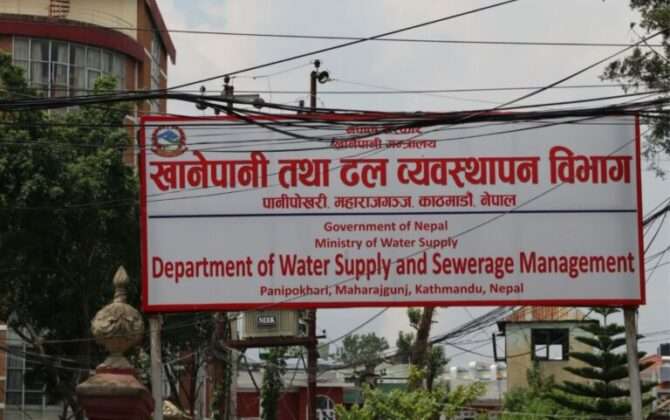 नेपाल सरकार
खानेपानी मन्त्रालय
खानेपानी तथा ढल व्यवस्थापन विभाग
पानीपोखरी, महाराजगञ्ज, काठमाडौं, नेपाल
Government of Nepal
Ministry of Water Supply
Department of Water Supply and Sewerage Management
Panipokhari, Maharajgunj, Kathmandu, Nepal
NEEK